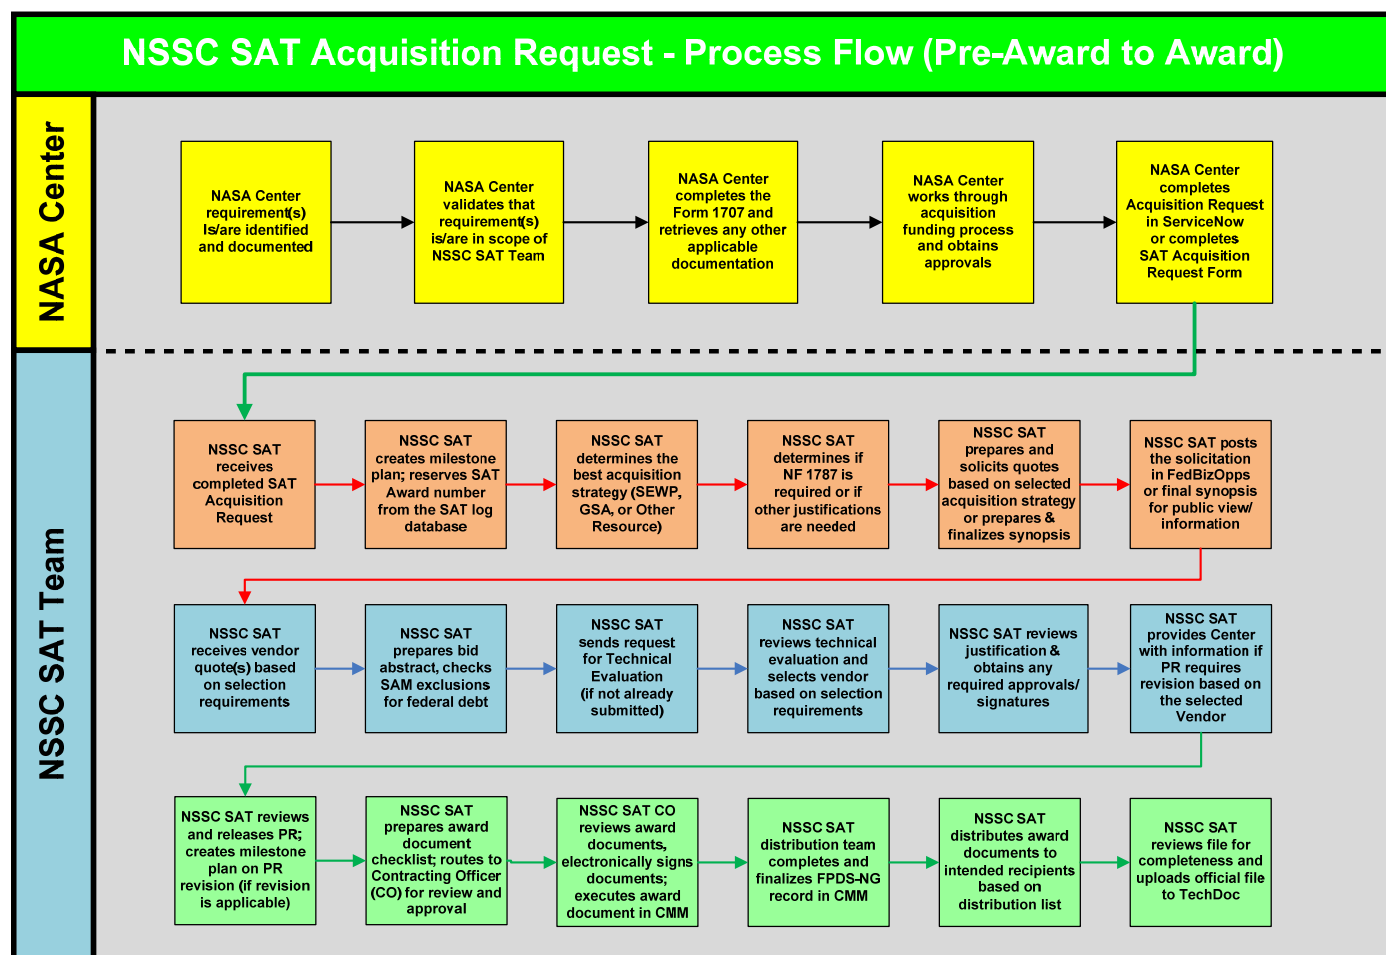 NSSC SAT Acquisition Request - Process Flow (Pre-Award to Award)
NASA Center
NASA Center
requirement(s)
Is/are identified
and documented
NASA Center
validates that
requirement(s)
is/are in scope of
NSSC SAT Team
NASA Center
completes the
Form 1707 and
retrieves any other
applicable
documentation
NASA Center
works through
acquisition
funding process
and obtains
approvals
NASA Center
completes
Acquisition Request
in ServiceNow
or completes
SAT Acquisition
Request Form
NSSC SAT Team
NSSC SAT
receives
completed SAT
Acquisition
Request
NSSC SAT
creates milestone
plan; reserves SAT
Award number
from the SAT log
database
NSSC SAT
determines the
best acquisition
strategy (SEWP,
GSA, or Other
Resource)
NSSC SAT
determines if
NF 1787 is
required or if
other justifications
are needed
NSSC SAT
prepares and
solicits quotes
based on selected
acquisition strategy
or prepares &
finalizes synopsis
NSSC SAT posts
the solicitation
in FedBizOpps
or final synopsis
for public view/
information
NSSC SAT
receives vendor
quote(s) based
on selection
requirements
NSSC SAT
prepares bid
abstract, checks
SAM exclusions
for federal debt
NSSC SAT
sends request
for Technical
Evaluation
(if not already
submitted)
NSSC SAT
reviews technical
evaluation and
selects vendor
based on selection
requirements
NSSC SAT reviews
justification &
obtains any
required approvals/
signatures
NSSC SAT
provides Center
with information if
PR requires
revision based on
the selected
Vendor
NSSC SAT reviews
and releases PR;
creates milestone
plan on PR
revision (if revision
is applicable)
NSSC SAT
prepares award
document
checklist; routes to
Contracting Officer
(CO) for review and
approval
NSSC SAT CO
reviews award
documents,
electronically signs
documents;
executes award
document in CMM
NSSC SAT
distribution team
completes and
finalizes FPDS-NG
record in CMM
NSSC SAT
distributes award
documents to
intended recipients
based on
distribution list
NSSC SAT
reviews file for
completeness and
uploads official file
to TechDoc